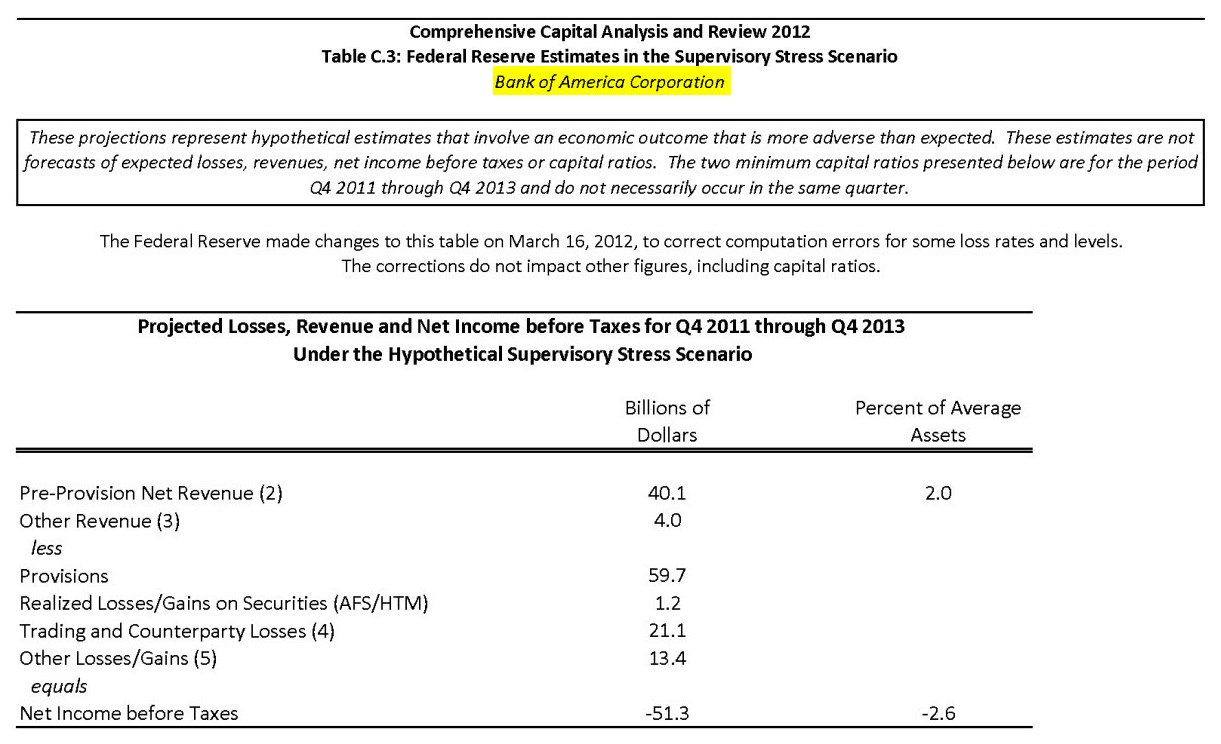 Comprehensive Capital Analysis and Review 2012
Table C.3: Federal Reserve Estimates in the Supervisory Stress Scenario
Bank of America Corporation
These projections represent hypothetical estimates that involve an economic outcome that is more adverse than expected. These estimates are not
forecasts of expected losses, revenues, net income before taxes or capital ratios. The two minimum capital ratios presented below are for the period
Q4 2011 through Q4 2013 and do not necessarily occur in the same quarter.
The Federal Reserve made changes to this table on March 16, 2012, to correct computation errors for some loss rates and levels.
The corrections do not impact other figures, including capital ratios.
Projected Losses, Revenue and Net Income before Taxes for Q4 2011 through Q4 2013
Under the Hypothetical Supervisory Stress Scenario
Billions of Percent of Average
Dollars Assets
Pre-Provision Net Revenue (2) 40.1 2.0
Other Revenue (3) 4.0
less
Provisions 59.7
Realized Losses/Gains on Securities (AFS/HTM) 1.2
Trading and Counterparty Losses (4) 21.1
Other Losses/Gains (5) 13.4
equals
Net Income before Taxes -51.3 -2.6